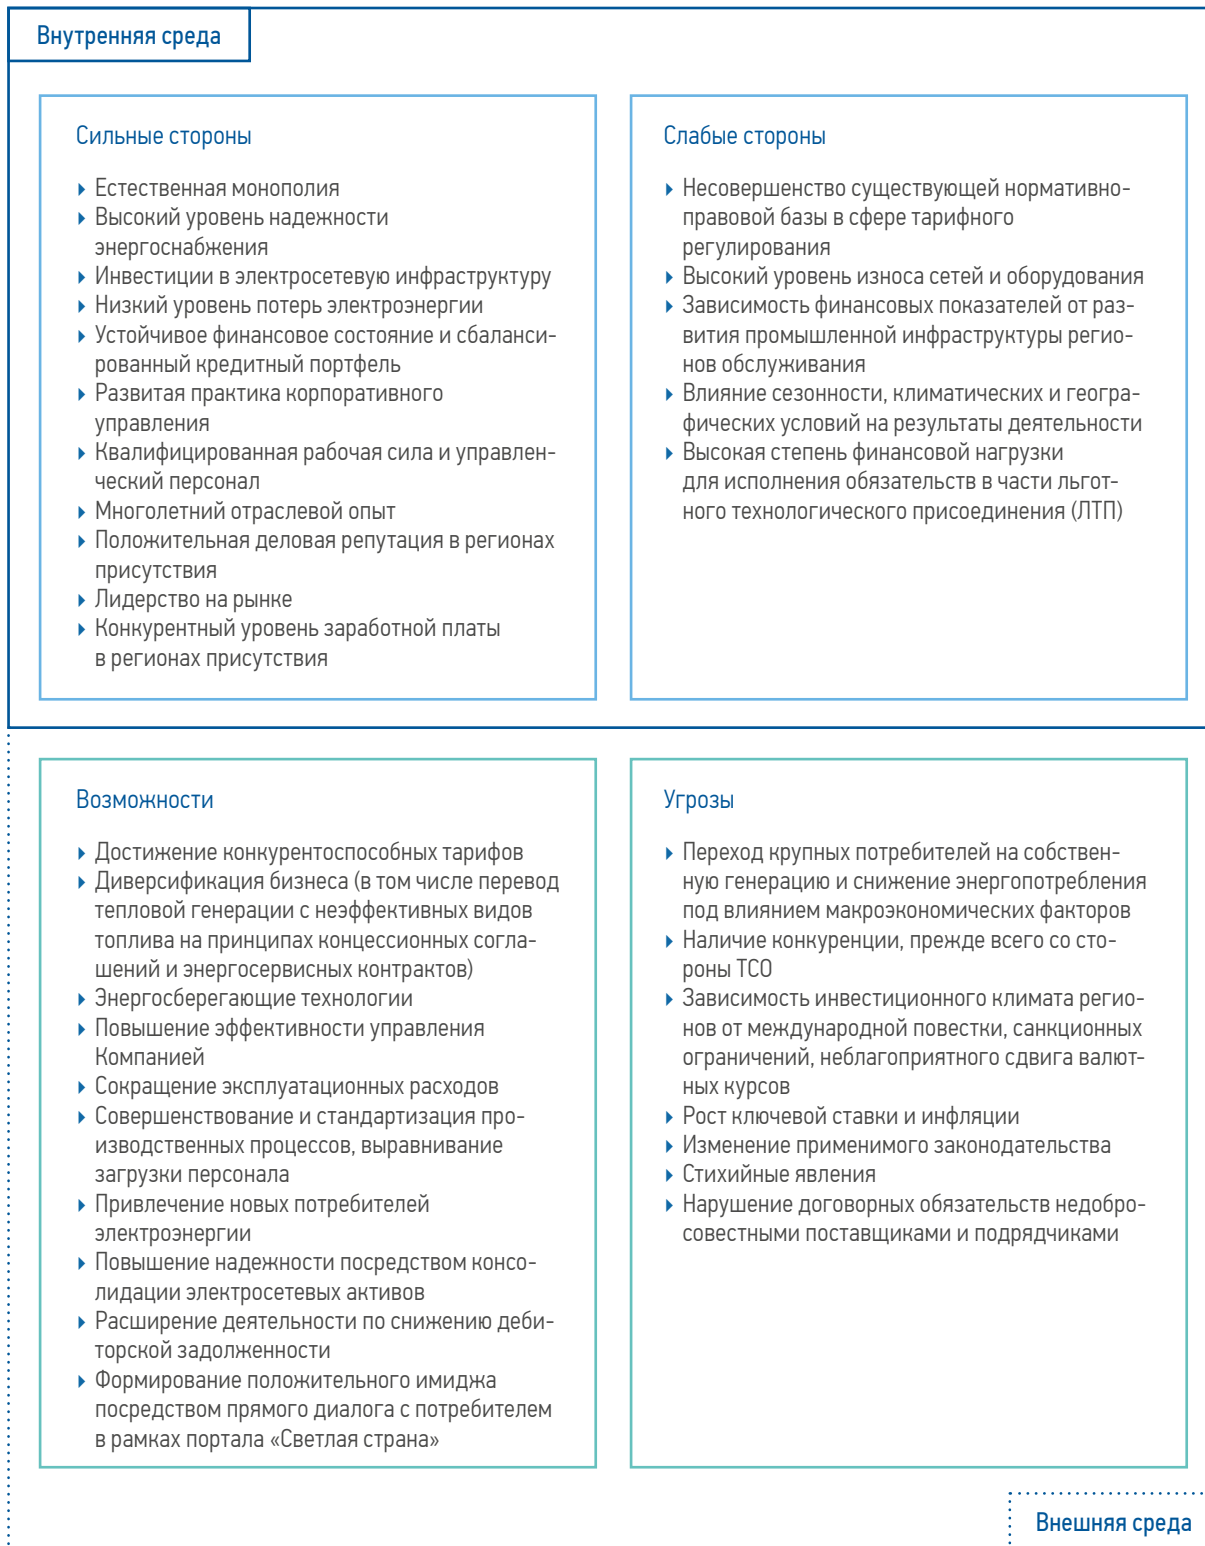 Внутренняя среда
Сильные стороны
Естественная монополия
Высокий уровень надежности
энергоснабжения
Инвестиции в электросетевую инфраструктуру
Низкий уровень потерь электроэнергии
Устойчивое финансовое состояние и сбаланси-
рованный кредитный портфель
Развитая практика корпоративного
управления
Квалифицированная рабочая сила и управлен-
ческий персонал
Многолетний отраслевой опыт
Положительная деловая репутация в регионах
присутствия
Лидерство на рынке
Конкурентный уровень заработной платы
в регионах присутствия
Слабые стороны
Несовершенство существующей нормативно-
правовой базы в сфере тарифного
регулирования
Высокий уровень износа сетей и оборудования
Зависимость финансовых показателей от раз-
вития промышленной инфраструктуры регио-
нов обслуживания
Влияние сезонности, климатических и геогра-
фических условий на результаты деятельности
Высокая степень финансовой нагрузки
для исполнения обязательств в части льгот-
ного технологического присоединения (ЛТП)
Возможности
Достижение конкурентоспособных тарифов
Диверсификация бизнеса (в том числе перевод
тепловой генерации с неэффективных видов
топлива на принципах концессионных согла-
шений и энергосервисных контрактов)
Энергосберегающие технологии
Повышение эффективности управления
Компанией
Сокращение эксплуатационных расходов
Совершенствование и стандартизация про-
изводственных процессов, выравнивание
загрузки персонала
Привлечение новых потребителей
электроэнергии
Повышение надежности посредством консо-
лидации электросетевых активов
Расширение деятельности по снижению деби-
торской задолженности
Формирование положительного имиджа
посредством прямого диалога с потребителем
в рамках портала «Светлая страна»
Угрозы
Переход крупных потребителей на собствен-
ную генерацию и снижение энергопотребления
под влиянием макроэкономических факторов
Наличие конкуренции, прежде всего со сто-
роны ТСО
Зависимость инвестиционного климата регио-
нов от международной повестки, санкционных
ограничений, неблагоприятного сдвига валют-
ных курсов
Рост ключевой ставки и инфляции
Изменение применимого законодательства
Стихийные явления
Нарушение договорных обязательств недобро-
совестными поставщиками и подрядчиками
Внешняя среда